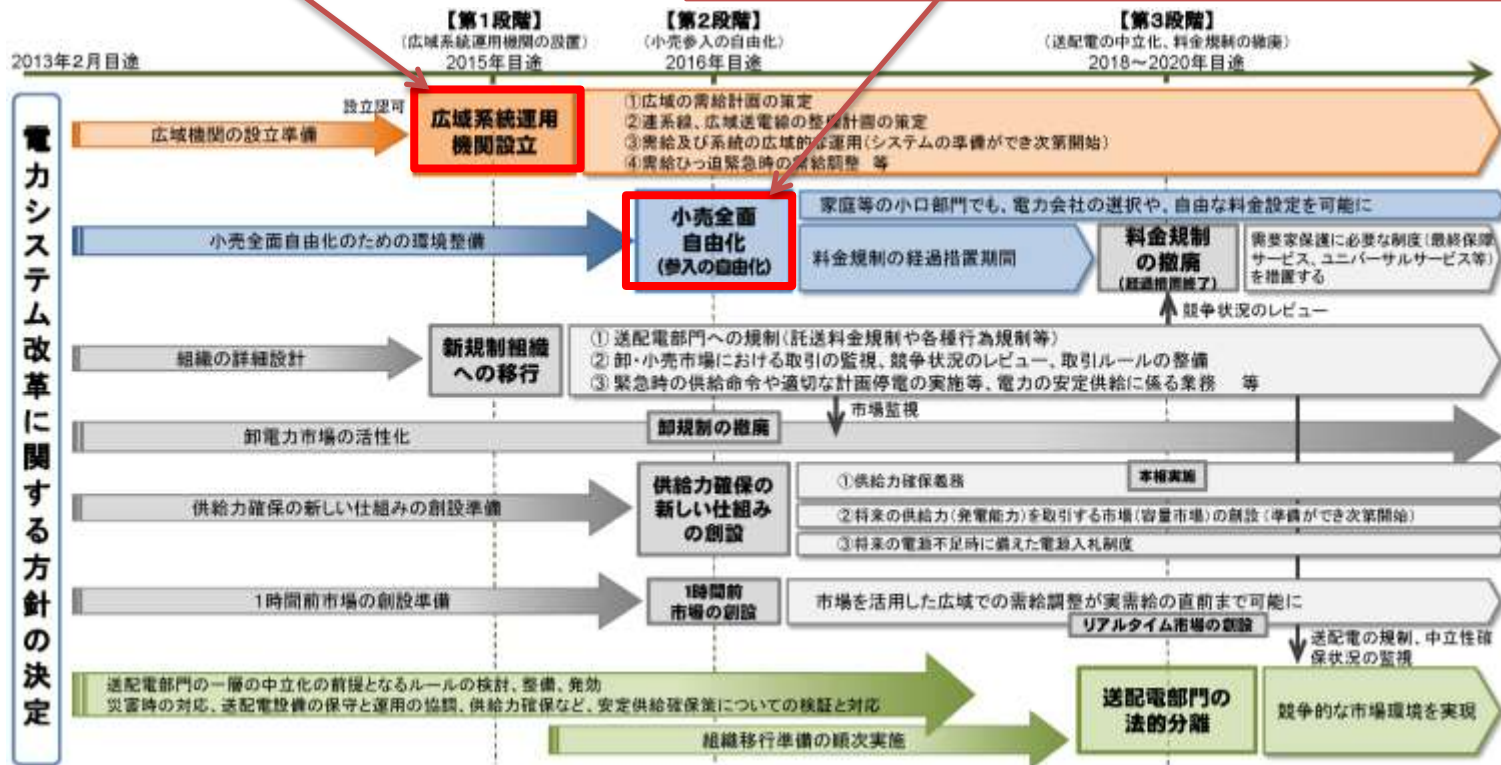 【第1段階】
(広域系統運用機関の設置)
2015年目途
【第2段階】
(小売参入の自由化)
2016年目途
【第3段階】
(送配電の中立化、料金規制の撤廃)
2018～2020年目途
2013年2月目途
電力システム改革に関する方針の決定
広域機関の設立準備
設立認可
広域系統運用
機関設立
①広域の需給計画の策定
②連系線、広域送電線の整備計画の策定
③需給及び系統の広域的な運用(システムの準備ができ次第開始)
④需給ひっ迫緊急時の需給調整 等
小売全面自由化のための環境整備
小売全面
自由化
(参入の自由化)
家庭等の小口部門でも、電力会社の選択や、自由な料金設定を可能に
料金規制の経過措置期間
料金規制
の撤廃
(経過措置終了)
需要家保護に必要な制度(最終保障
サービス、ユニバーサルサービス等)
を措置する
競争状況のレビュー
組織の詳細設計
新規制組織
への移行
① 送配電部門への規制(託送料金規制や各種行為規制等)
② 卸・小売市場における取引の監視、競争状況のレビュー、取引ルールの整備
③ 緊急時の供給命令や適切な計画停電の実施等、電力の安定供給に係る業務 等
市場監視
卸電力市場の活性化
卸規制の撤廃
供給力確保の新しい仕組みの創設準備
供給力確保の
新しい仕組み
の創設
①供給力確保義務
本格実施
②将来の供給力(発電能力)を取引する市場(容量市場)の創設(準備ができ次第開始)
③将来の電源不足時に備えた電源入札制度
1時間前市場の創設準備
1時間前
市場の創設
市場を活用した広域での需給調整が実需給の直前まで可能に
リアルタイム市場の創設
送配電の規制、中立性確
保状況の監視
送配電部門の一層の中立化の前提となるルールの検討、整備、発効
災害時の対応、送配電設備の保守と運用の協調、供給力確保など、安定供給確保策についての検証と対応
組織移行準備の順次実施
送配電部門の
法的分離
競争的な市場環境を実現